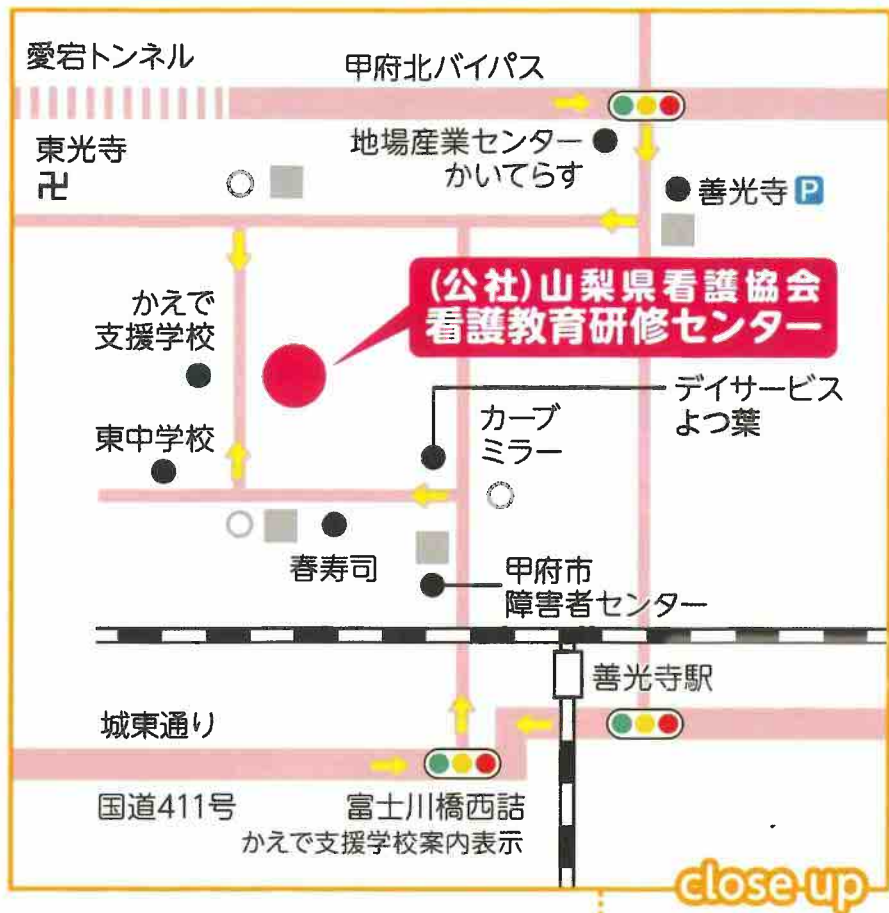 愛宕トンネル
甲府北バイパス
東光寺
卍
地場産業センター
かいてらす
善光寺 P
(公社)山梨県看護協会
看護教育研修センター
かえで
支援学校
デイサービス
よつ葉
カーブ
ミラー
東中学校
春寿司
甲府市
障害者センター
善光寺駅
城東通り
国道411号
富士川橋西詰
かえで支援学校案内表示
close up